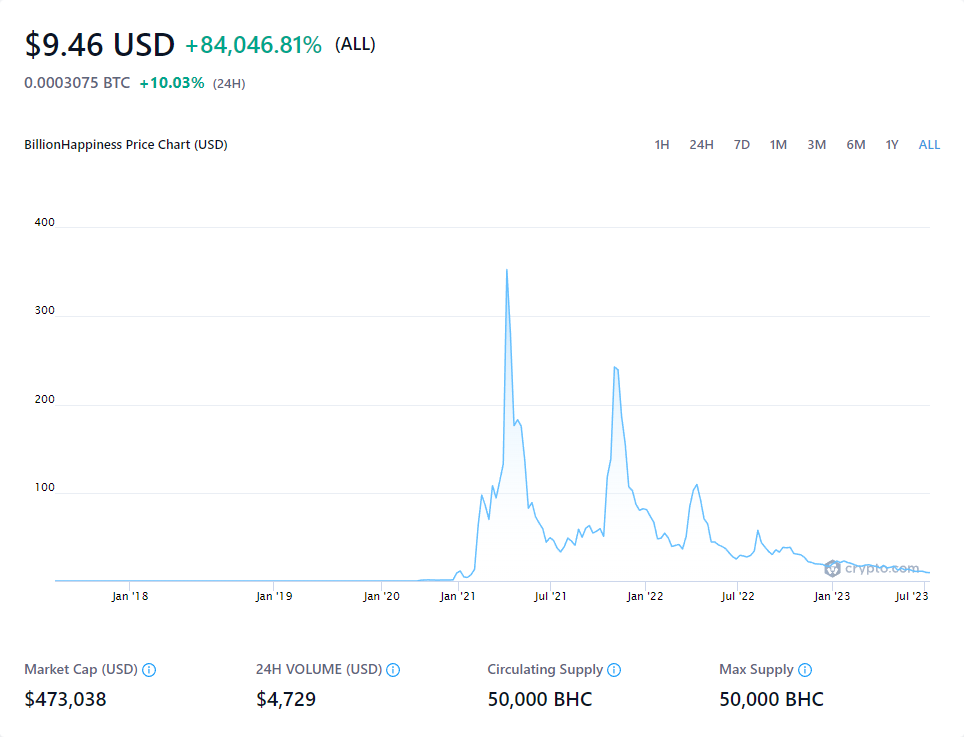 $9.46 USD +84,046.81% (ALL)
0.0003075 BTC +10.03% (24H)
BillionHappiness Price Chart (USD) 1H 24H 7D 1M 3M 6M 1Y ALL
400
300
200
100
crypto.com
Jan '18 Jan '19 Jan '20 Jan '21 Jul '21 Jan '22 Jul '22 Jan '23 Jul '23
Market Cap (USD) 24H VOLUME (USD) Circulating Supply Max Supply
$473,038 $4,729 50,000 BHC 50,000 BHC